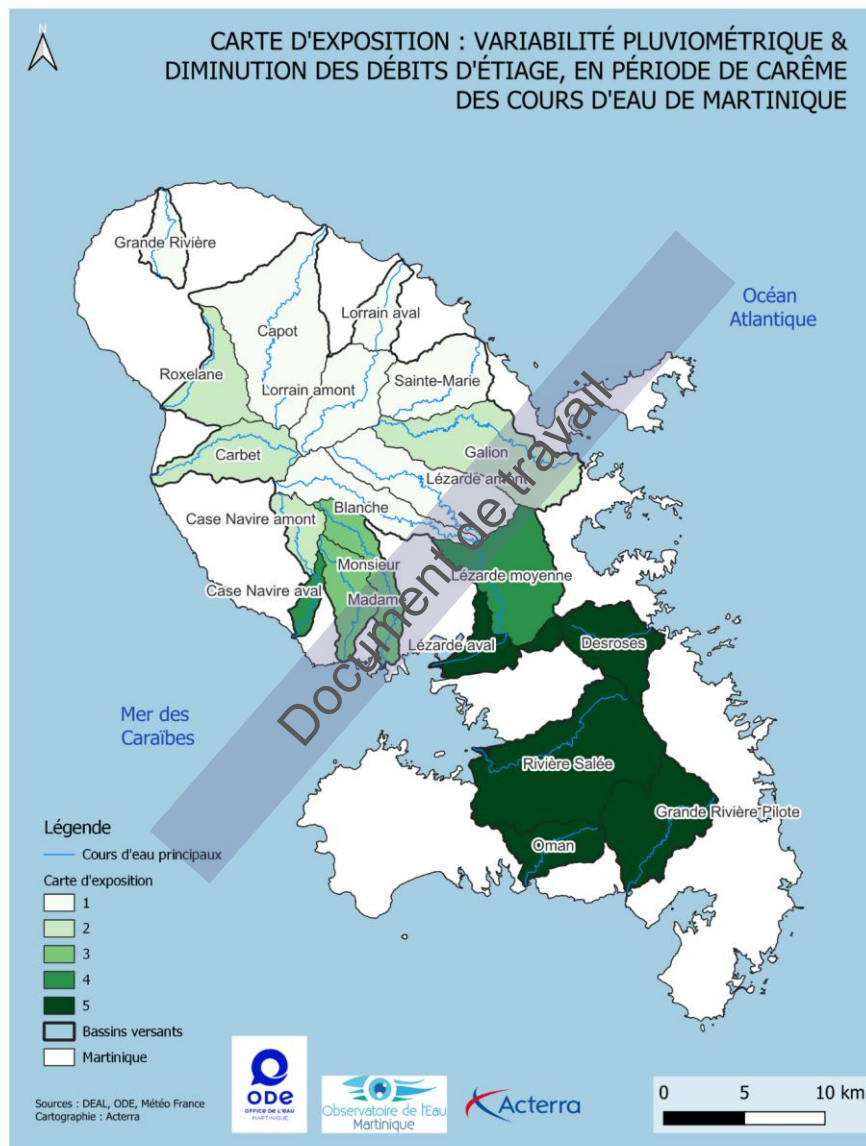 CARTE D'EXPOSITION : VARIABILITÉ PLUVIOMÉTRIQUE &
DIMINUTION DES DÉBITS D'ÉTIAGE, EN PÉRIODE DE CARÊME
DES COURS D'EAU DE MARTINIQUE
Grande Rivière
Océan
Atlantique
Lorrain aval
Capot
Roxelane
Sainte-Marie
Lorrain amont
Carbet
Galion
Lézarde amont
Blanche
Case Navire amont
Monsieur
Lézarde moyenne
Case Navire aval
Madame
Lézarde aval
Desroses
Document de travail
Mer des
Caraïbes
Rivière Salée
Grande Rivière Pilote
Oman
Légende
Cours d'eau principaux
Carte d'exposition
1
2
3
4
5
Bassins versants
Martinique
Sources : DEAL, ODE, Météo France
Cartographie : Acterra
ODE
OFFICE DE L'EAU
MARTINIQUE
Observatoire de l'Eau
Martinique
Acterra
0 5 10 km